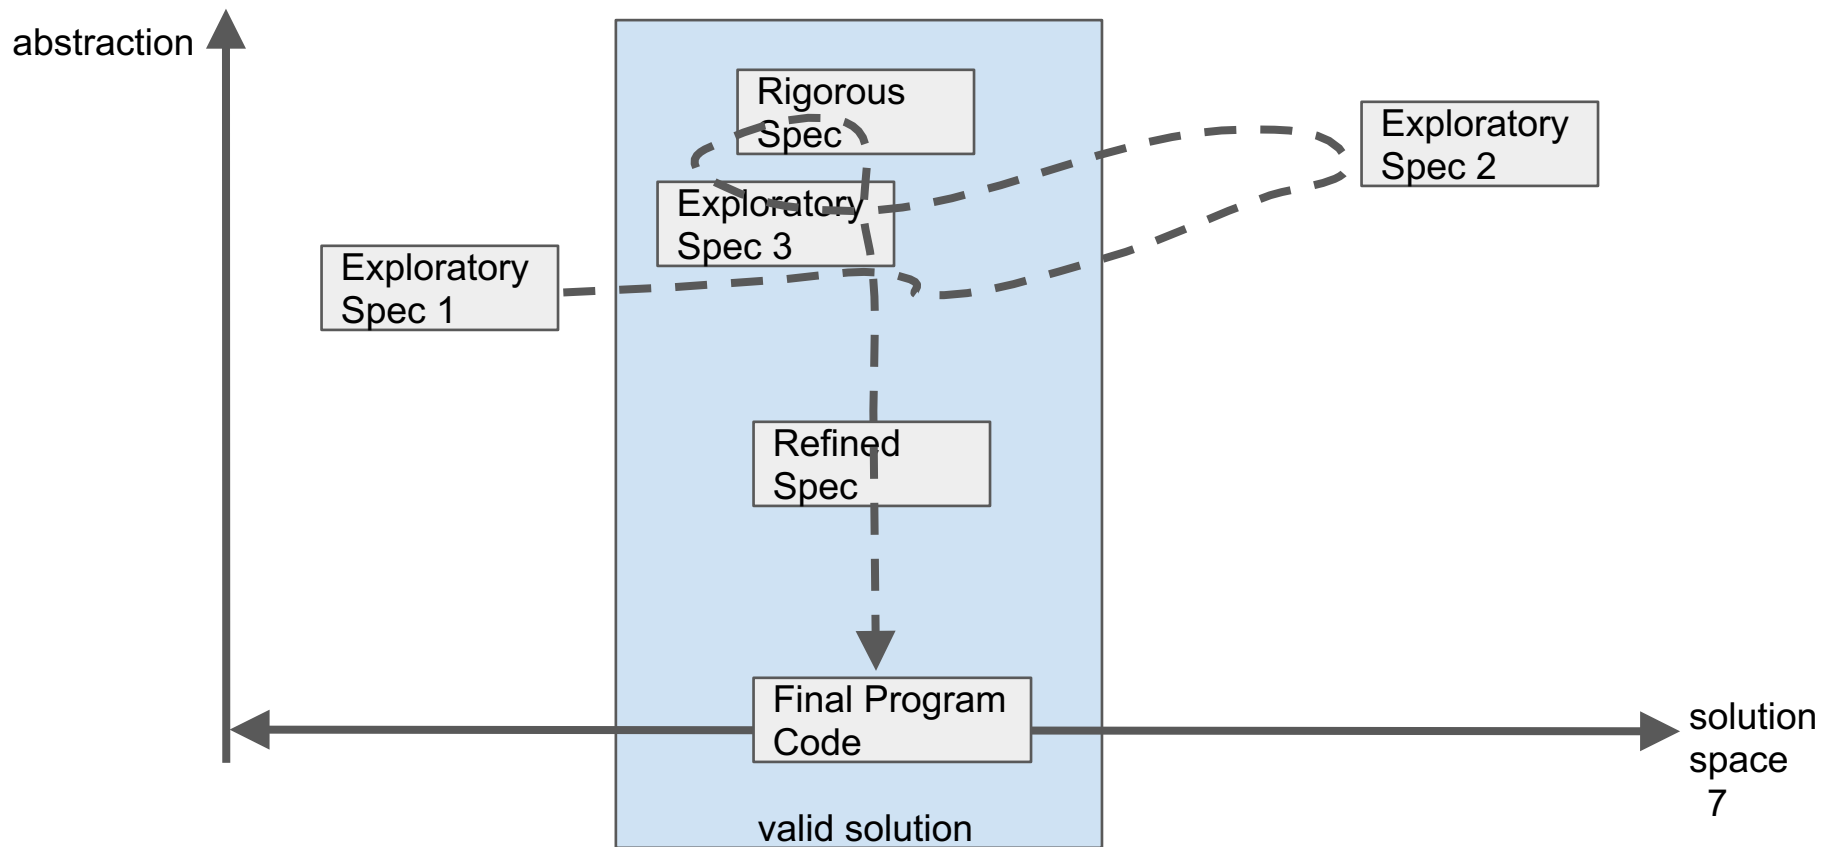 abstraction
Rigorous
Spec
Exploratory
Spec 2
Exploratory
Spec 3
Exploratory
Spec 1
Refined
Spec
Final Program
Code
solution
space
7
valid solution